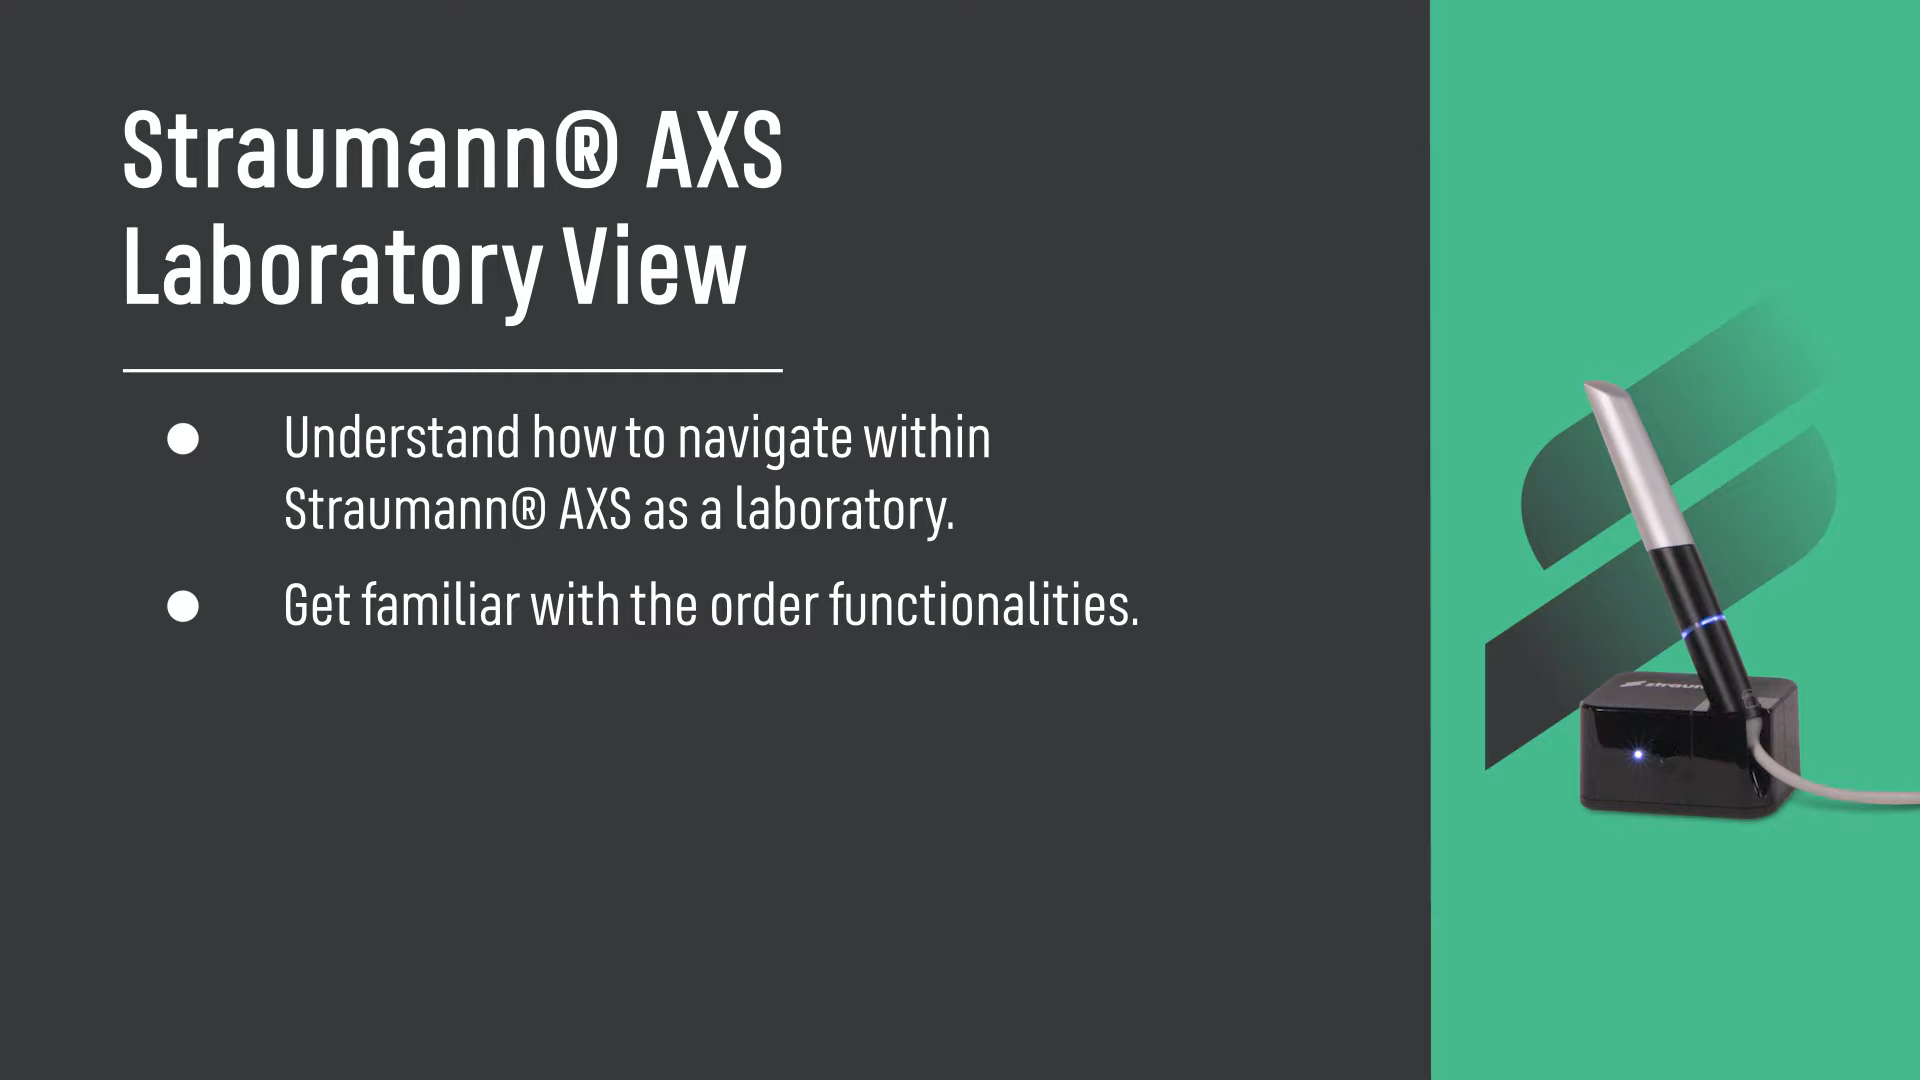 Straumann® AXS
Laboratory View
● Understand how to navigate within
Straumann® AXS as a laboratory.
● Get familiar with the order functionalities.